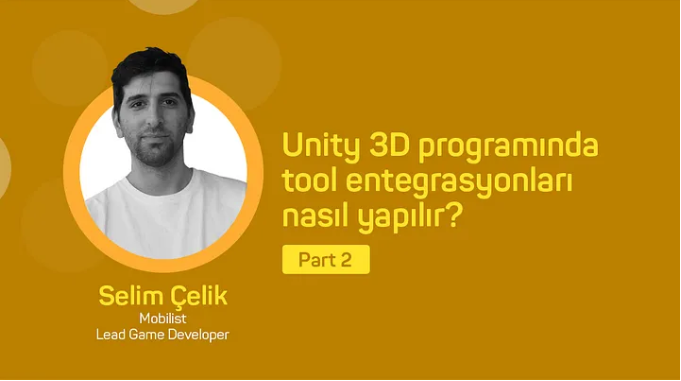 Unity 3D programında
tool entegrasyonları
nasıl yapılır?
Part 2
Selim Çelik
Mobilist
Lead Game Developer